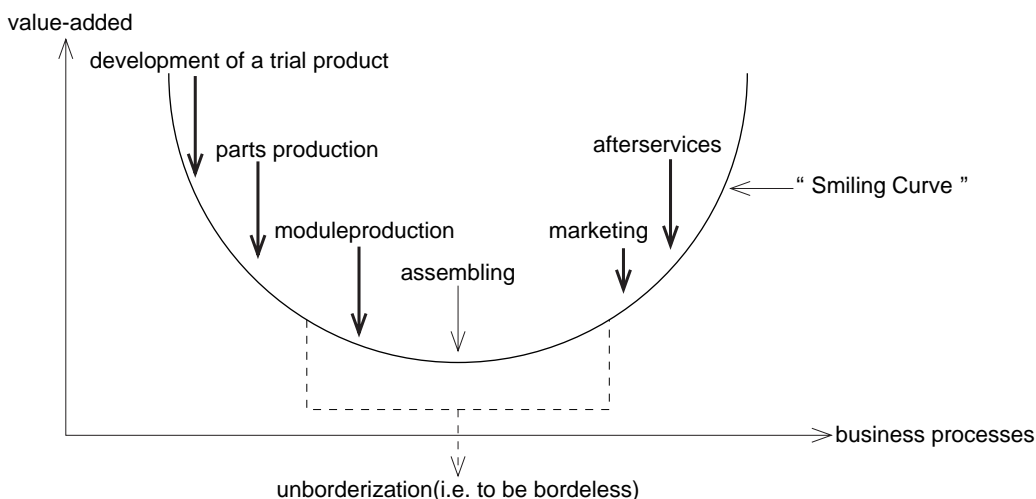 value-added
development of a trial product
parts production
afterservices
“ Smiling Curve ”
moduleproduction
marketing
assembling
business processes
unborderization(i.e. to be bordeless)